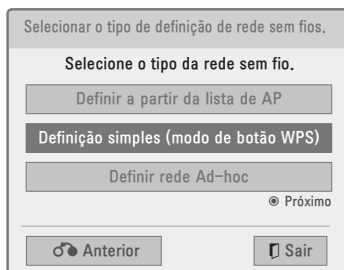 Selecionar o tipo de definição de rede sem fios.
Selecione o tipo da rede sem fio.
Definir a partir da lista de AP
Definição simples (modo de botão WPS)
Definir rede Ad-hoc
Próximo
Anterior
Sair